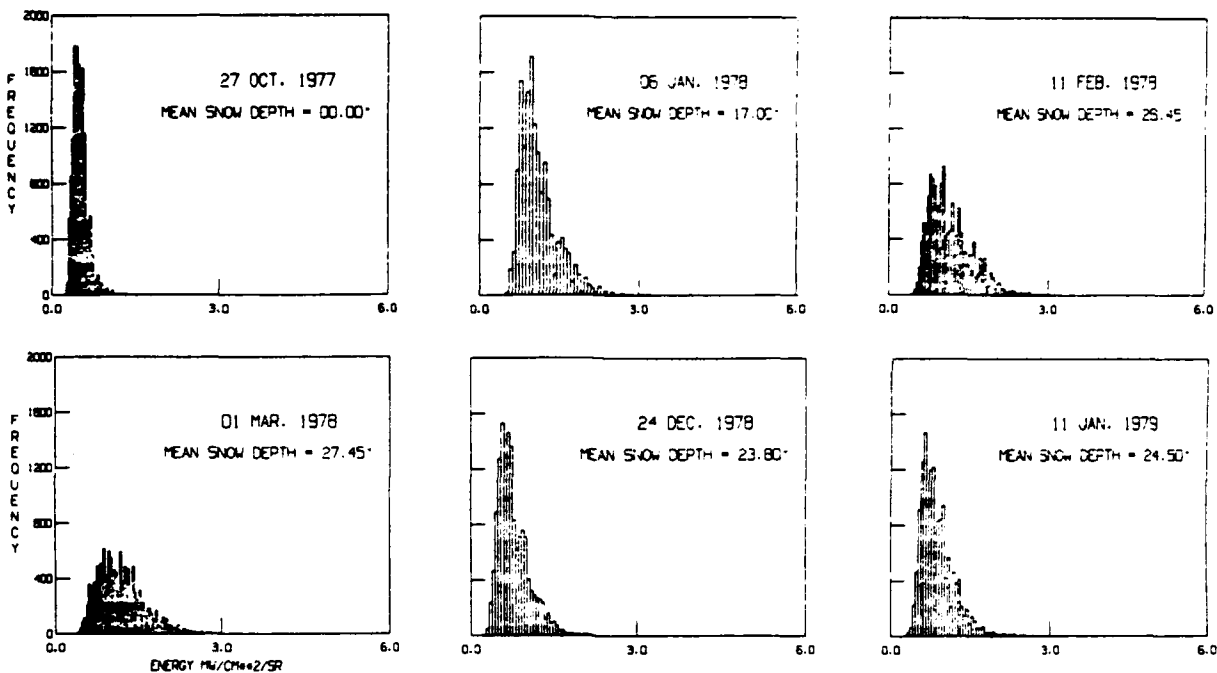 2000
1600
1200
800
400
0
FREQUENCY
27 OCT. 1977
MEAN SNOW DEPTH = 00.00"
0.0 3.0 6.0
06 JAN. 1978
MEAN SNOW DEPTH = 17.00"
0.0 3.0 6.0
11 FEB. 1978
MEAN SNOW DEPTH =
0.0 3.0 6.0
2000
1600
1200
800
400
0
FREQUENCY
01 MAR. 1978
MEAN SNOW DEPTH = 27.45"
0.0 3.0 6.0
ENERGY MW/CM**2/SR
24 DEC. 1978
MEAN SNOW DEPTH = 23.80"
0.0 3.0 6.0
11 JAN. 1979
MEAN SNOW DEPTH = 24.50"
0.0 3.0 6.0